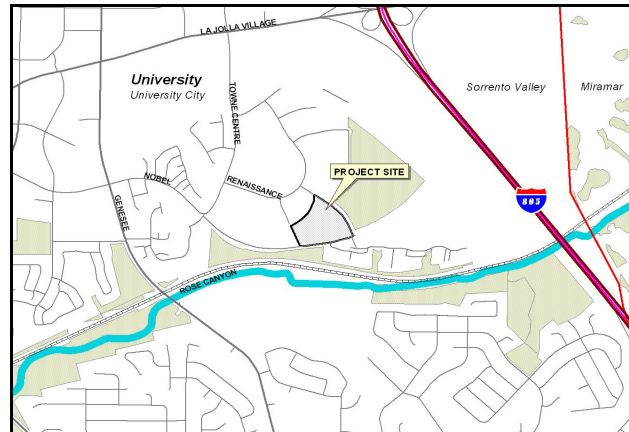 LA JOLLA VILLAGE
University
University City
Sorrento Valley
Miramar
TOWNE CENTRE
PROJECT SITE
NOBEL
RENAISSANCE
GENESEE
805
ROSE CANYON